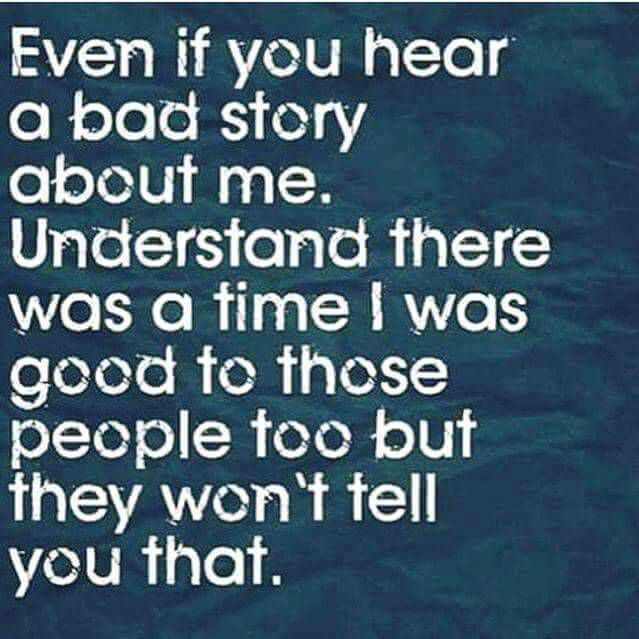 Even if you hear
a bad story
about me.
Understand there
was a time I was
good to those
people too but
they won't tell
you that.